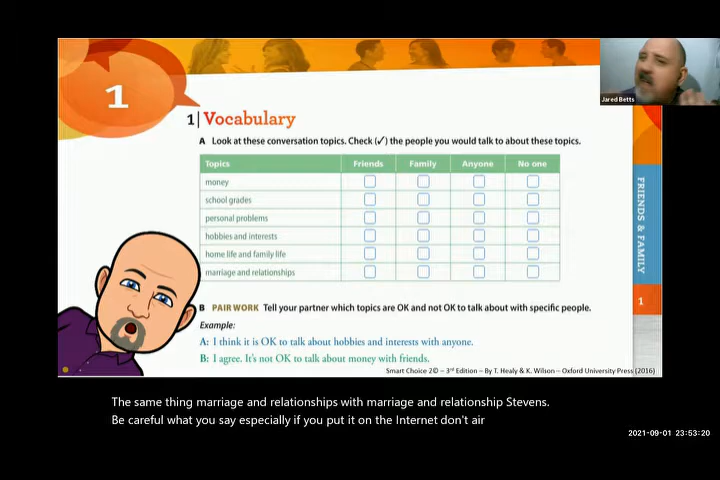 1
1 Vocabulary
A Look at these conversation topics. Check (✓) the people you would talk to about these topics.
Topics Friends Family Anyone No one
money
school grades
personal problems
hobbies and interests
home life and family life
marriage and relationships
B PAIR WORK Tell your partner which topics are OK and not OK to talk about with specific people.
Example:
A: I think it is OK to talk about hobbies and interests with anyone.
B: I agree. It's not OK to talk about money with friends.
Smart Choice 2© – 3rd Edition – By T. Healy & K. Wilson – Oxford University Press (2016)
FRIENDS & FAMILY
1
Jared Betts
The same thing marriage and relationships with marriage and relationship Stevens.
Be careful what you say especially if you put it on the Internet don't air
2021-09-01 23:53:20